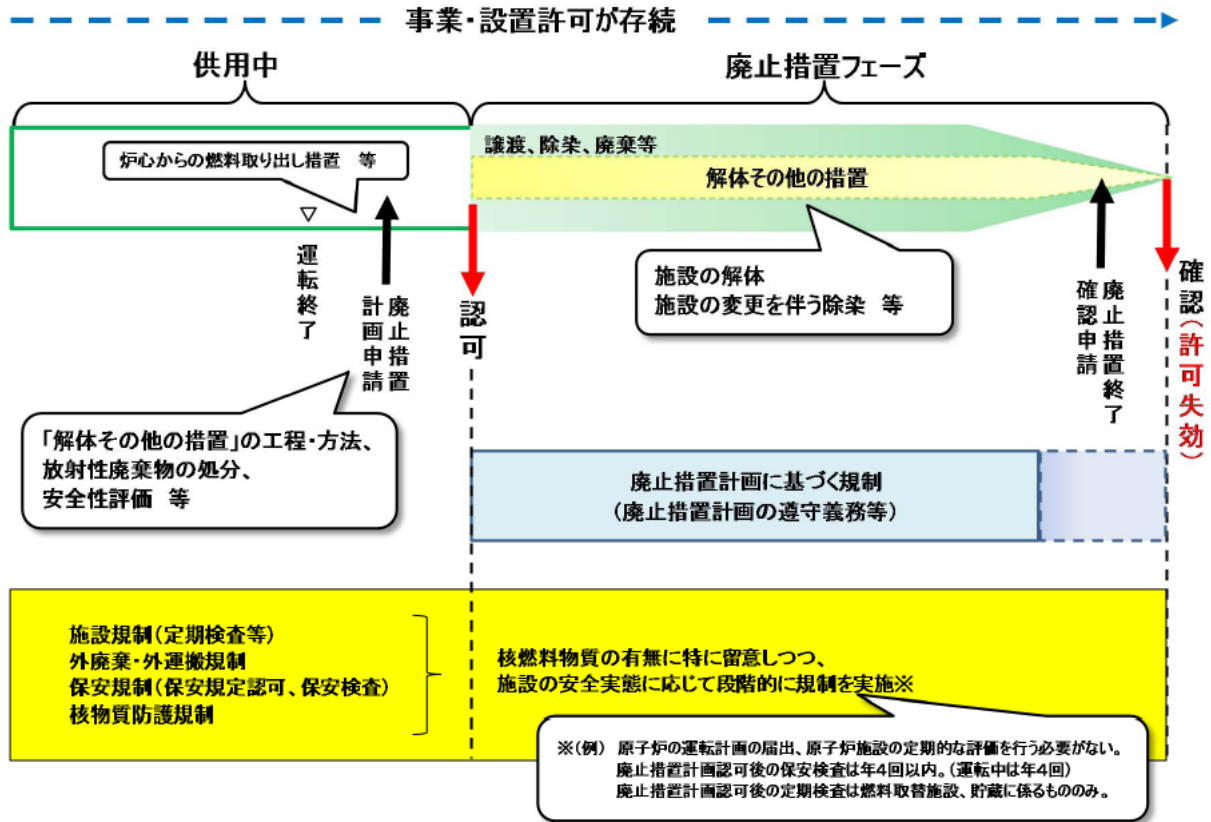 事業・設置許可が存続
供用中
廃止措置フェーズ
炉心からの燃料取り出し措置　等
譲渡、除染、廃棄等
解体その他の措置
▽
運転終了
廃止措置
計画申請
認可
施設の解体
施設の変更を伴う除染　等
廃止措置終了
確認申請
確認（許可失効）
「解体その他の措置」の工程・方法、
放射性廃棄物の処分、
安全性評価　等
廃止措置計画に基づく規制
（廃止措置計画の遵守義務等）
施設規制（定期検査等）
外廃棄・外運搬規制
保安規制（保安規定認可、保安検査）
核物質防護規制
核燃料物質の有無に特に留意しつつ、
施設の安全実態に応じて段階的に規制を実施※
※（例）　原子炉の運転計画の届出、原子炉施設の定期的な評価を行う必要がない。
廃止措置計画認可後の保安検査は年４回以内。（運転中は年４回）
廃止措置計画認可後の定期検査は燃料取替施設、貯蔵に係るもののみ。